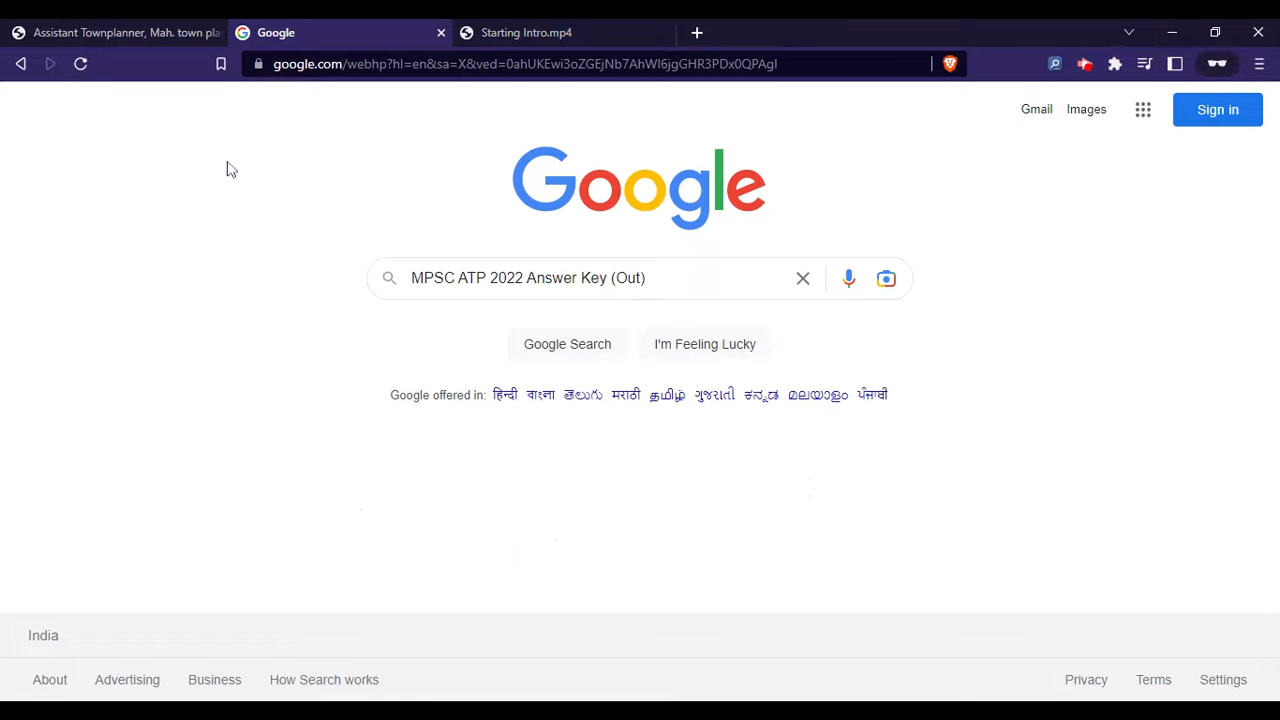 Assistant Townplanner, Mah. town pla
Google
Starting Intro.mp4
google.com/webhp?hl=en&sa=X&ved=0ahUKEwi3oZGEjNb7AhWI6jgGHR3PDx0QPAgI
Gmail
Images
Sign in
Google
MPSC ATP 2022 Answer Key (Out)
Google Search
I'm Feeling Lucky
Google offered in: हिन्दी বাংলা తెలుగు मराठी தமிழ் ગુજરાતી ಕನ್ನಡ മലയാളം ਪੰਜਾਬੀ
India
About
Advertising
Business
How Search works
Privacy
Terms
Settings